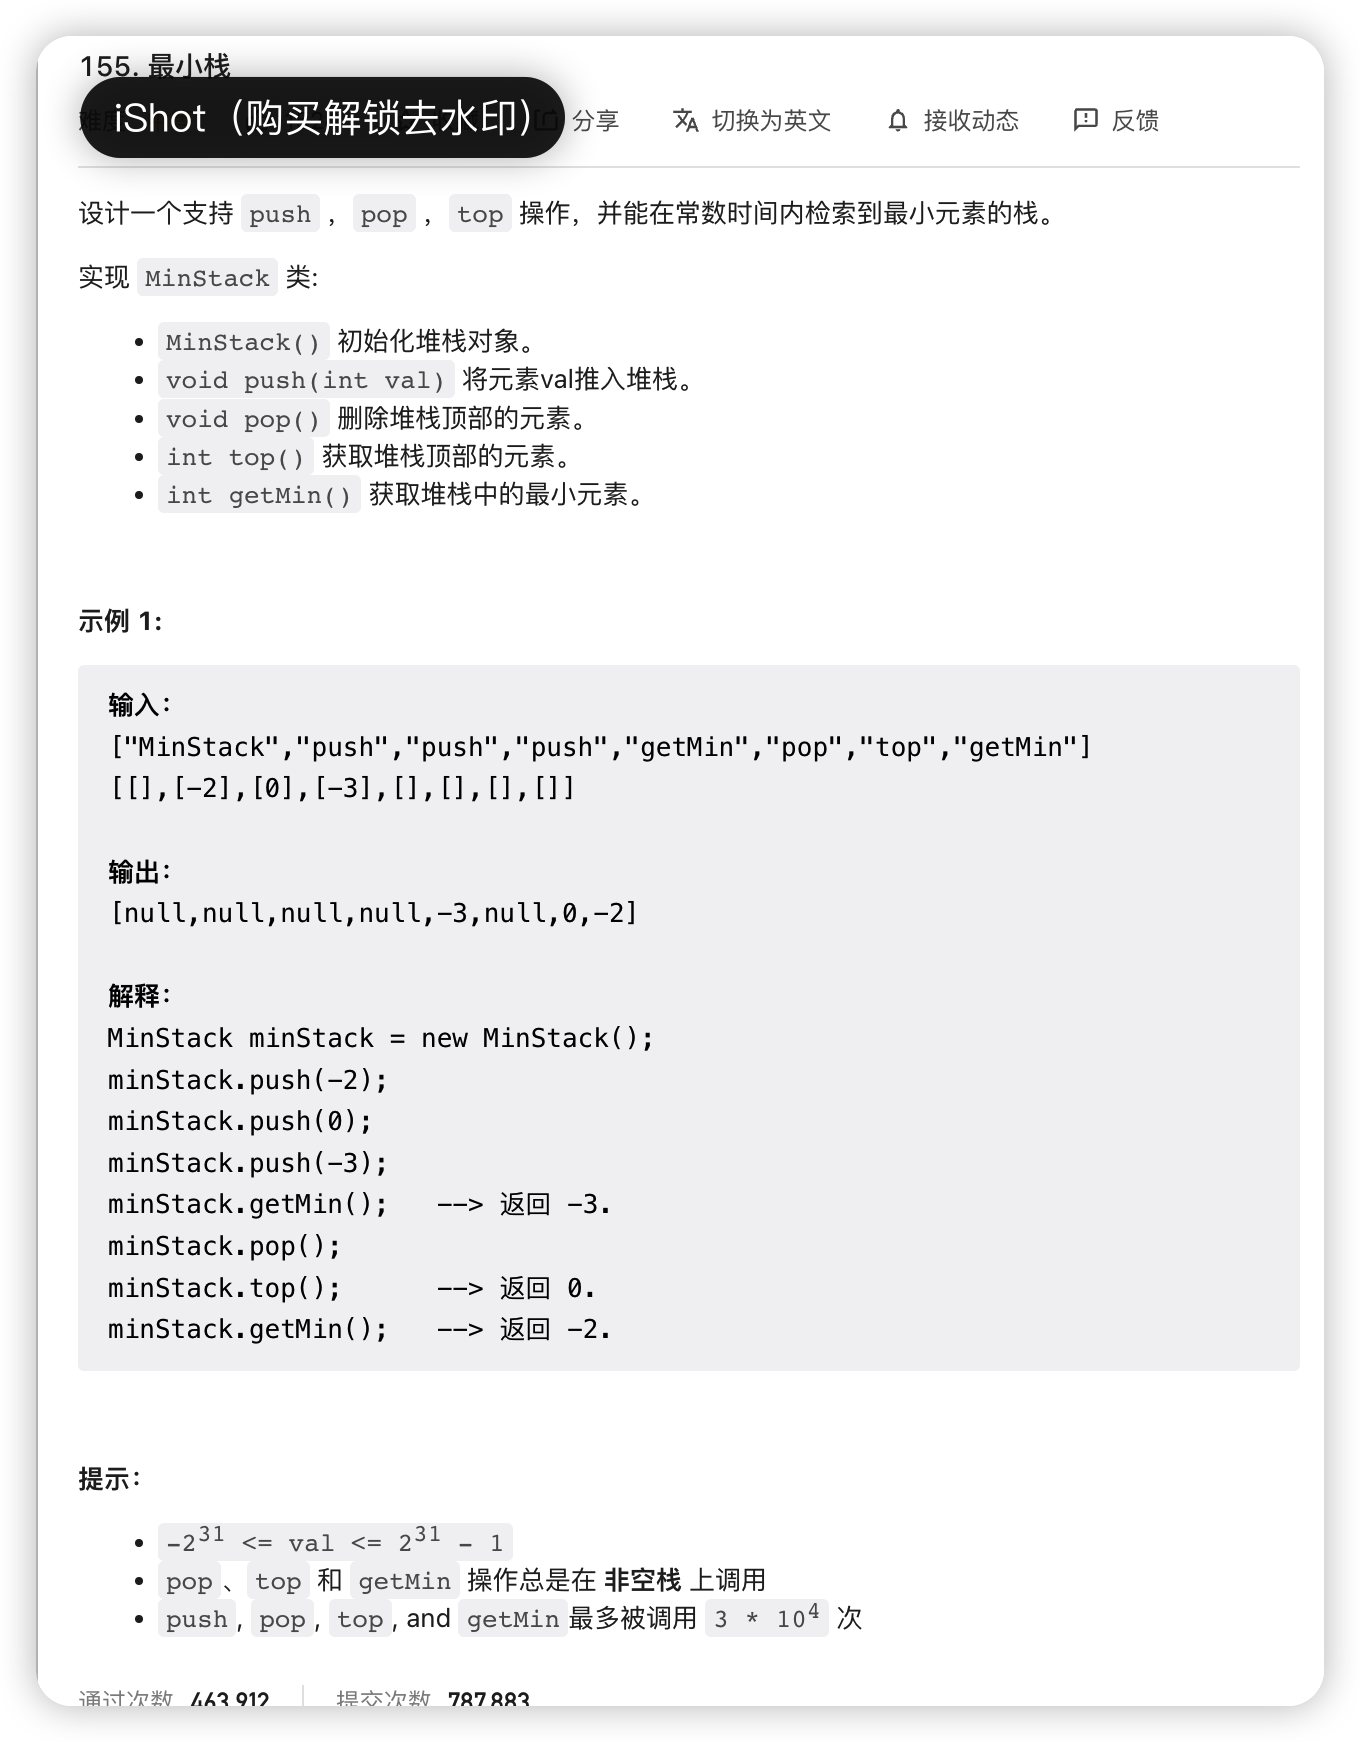 155. 最小栈
iShot（购买解锁去水印） 分享 切换为英文 接收动态 反馈
设计一个支持 push ，pop ，top 操作，并能在常数时间内检索到最小元素的栈。
实现 MinStack 类:
• MinStack() 初始化堆栈对象。
• void push(int val) 将元素val推入堆栈。
• void pop() 删除堆栈顶部的元素。
• int top() 获取堆栈顶部的元素。
• int getMin() 获取堆栈中的最小元素。
示例 1:
输入：
["MinStack","push","push","push","getMin","pop","top","getMin"]
[[],[-2],[0],[-3],[],[],[],[]]
输出：
[null,null,null,null,-3,null,0,-2]
解释：
MinStack minStack = new MinStack();
minStack.push(-2);
minStack.push(0);
minStack.push(-3);
minStack.getMin();   --> 返回 -3.
minStack.pop();
minStack.top();      --> 返回 0.
minStack.getMin();   --> 返回 -2.
提示：
• -2³¹ <= val <= 2³¹ - 1
• pop、top 和 getMin 操作总是在 非空栈 上调用
• push, pop, top, and getMin最多被调用 3 * 10⁴ 次
通过次数 463,912 提交次数 787,883